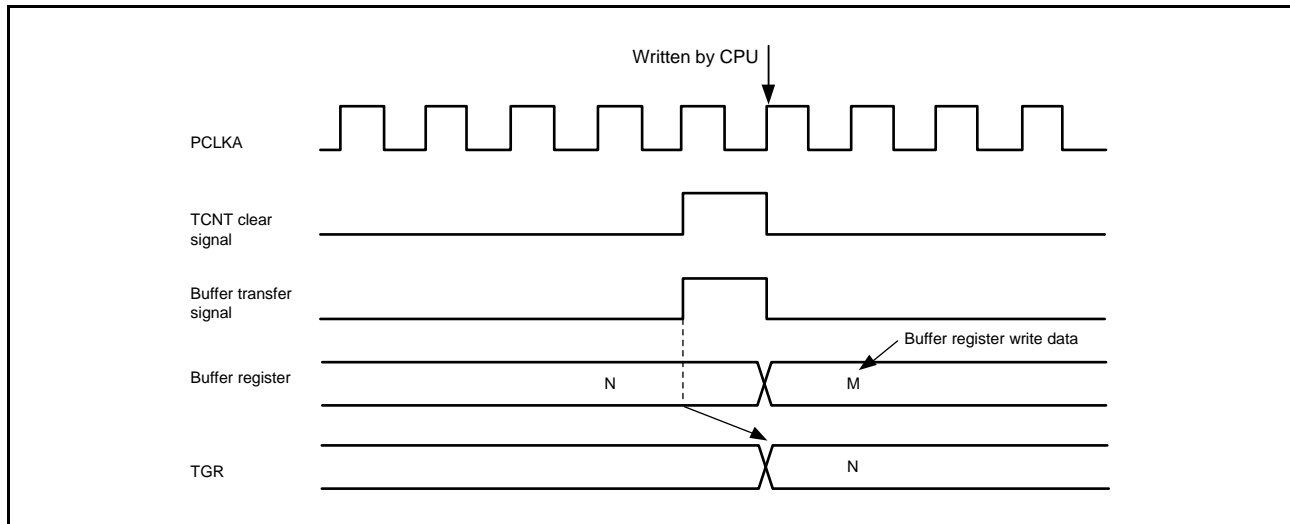 Written by CPU
PCLKA
TCNT clear
signal
Buffer transfer
signal
Buffer register write data
Buffer register
N
M
TGR
N